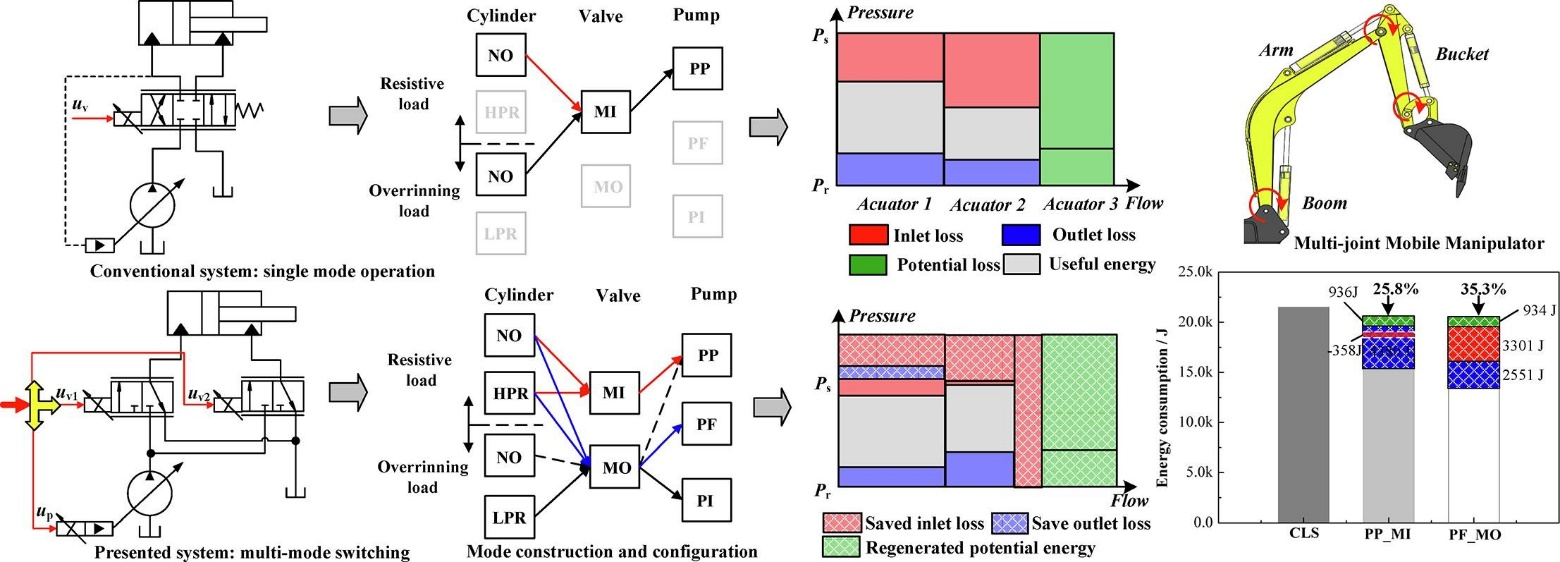 u_v
Conventional system: single mode operation
Cylinder Valve Pump
NO
PP
Resistive
load
HPR
MI
PF
NO
MO
Overrinning
load
LPR
PI
Pressure
P_s
P_r
Acuator 1 Acuator 2 Acuator 3 Flow
Inlet loss
Outlet loss
Potential loss
Useful energy
Arm
Bucket
Boom
Multi-joint Mobile Manipulator
u_v1
u_v2
u_p
Presented system: multi-mode switching
Cylinder Valve Pump
NO
PP
Resistive
load
HPR
MI
PF
NO
MO
Overrinning
load
LPR
PI
Mode construction and configuration
Pressure
P_s
P_r
Flow
Saved inlet loss
Save outlet loss
Regenerated potential energy
Energy consumption / J
25.0k
20.0k
15.0k
10.0k
5.0k
0.0
936J
25.8%
35.3%
934 J
-358J
3301 J
2551 J
CLS
PP_MI
PF_MO